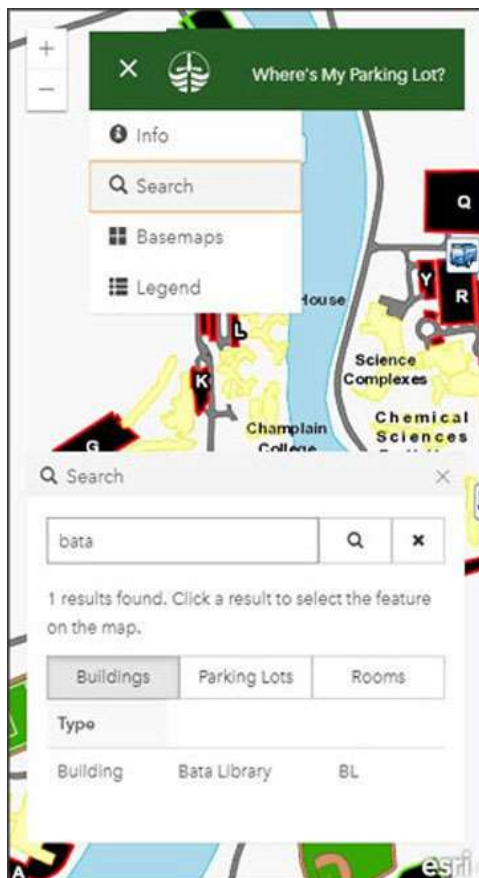 +
−
× Where's My Parking Lot?
Info
Search
Basemaps
Legend
Q
Y
R
House
L
K
G
Science
Complexes
Champlain
College
Chemical
Sciences
Search ×
bata
1 results found. Click a result to select the feature
on the map.
Buildings Parking Lots Rooms
Type
Building Bata Library BL
A
esri